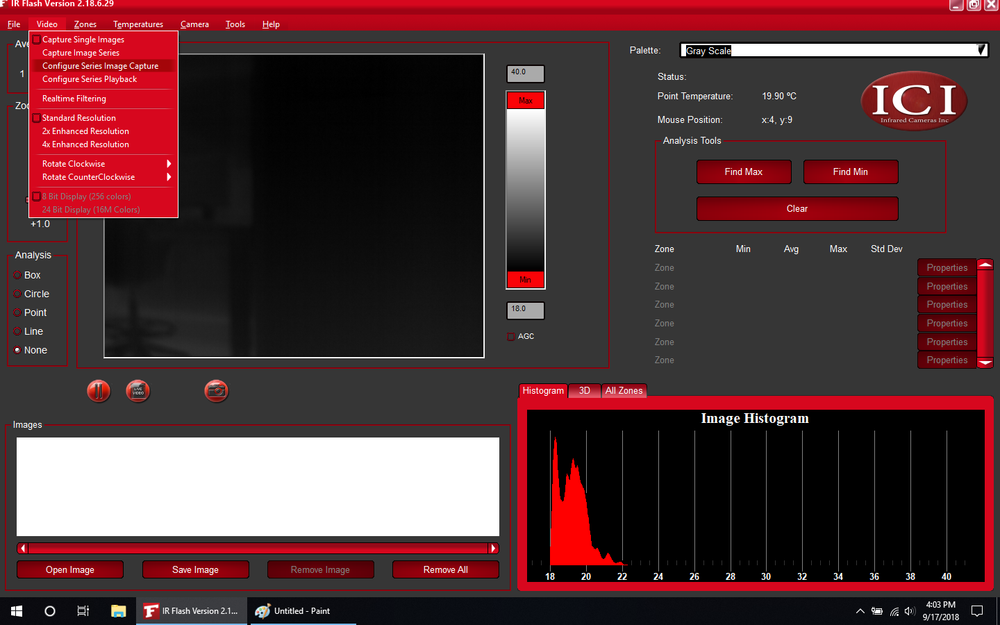 IR Flash Version 2.18.6.29
File Video Zones Temperatures Camera Tools Help
Capture Single Images
Capture Image Series
Configure Series Image Capture
Configure Series Playback
Realtime Filtering
Standard Resolution
2x Enhanced Resolution
4x Enhanced Resolution
Rotate Clockwise
Rotate CounterClockwise
8 Bit Display (256 colors)
24 Bit Display (16M Colors)
1
+1.0
Analysis
Box
Circle
Point
Line
None
40.0
Max
Min
18.0
AGC
Palette: Gray Scale
Status:
Point Temperature: 19.90 ºC
Mouse Position: x:4, y:9
ICI
Infrared Cameras Inc
Analysis Tools
Find Max Find Min
Clear
Zone Min Avg Max Std Dev
Zone Properties
Zone Properties
Zone Properties
Zone Properties
Zone Properties
Zone Properties
LIVE
VIDEO
Images
Open Image Save Image Remove Image Remove All
Histogram 3D All Zones
Image Histogram
18 20 22 24 26 28 30 32 34 36 38 40
IR Flash Version 2.1... Untitled - Paint
4:03 PM
9/17/2018